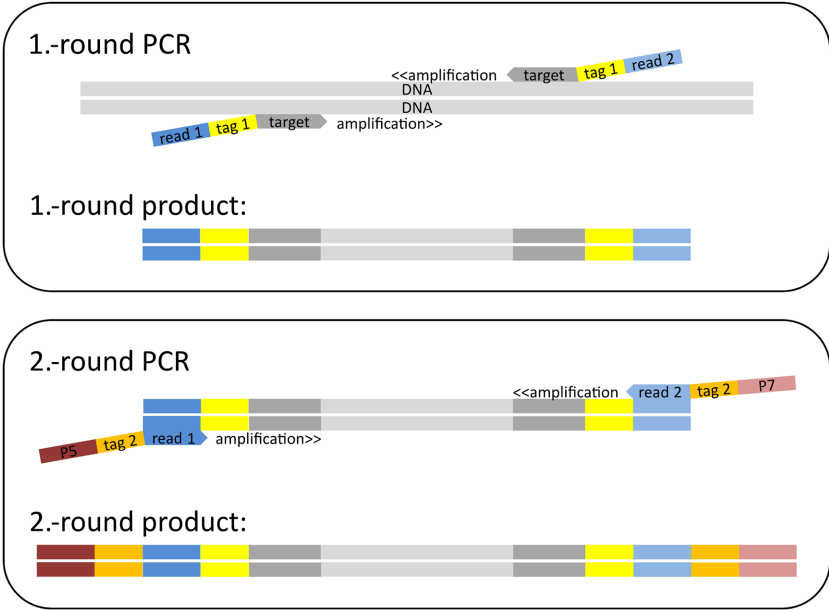 1.-round PCR
<<amplification target tag 1 read 2
DNA
DNA
read 1 tag 1 target amplification>>
1.-round product:
2.-round PCR
<<amplification read 2 tag 2 P7
P5 tag 2 read 1 amplification>>
2.-round product: